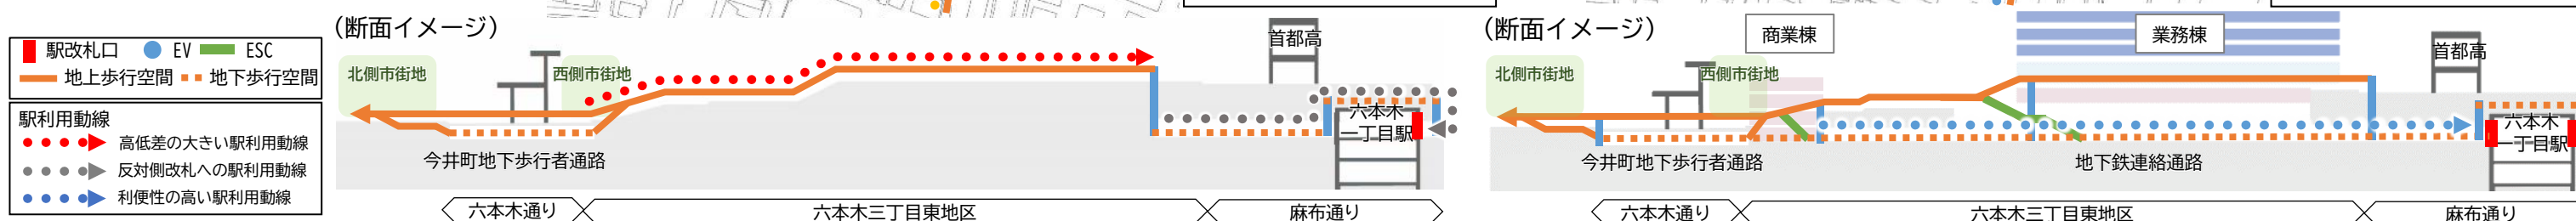 駅改札口 EV ESC
地上歩行空間 地下歩行空間
駅利用動線
高低差の大きい駅利用動線
反対側改札への駅利用動線
利便性の高い駅利用動線
(断面イメージ)
首都高
北側市街地
西側市街地
六本木
一丁目駅
今井町地下歩行者通路
六本木通り
六本木三丁目東地区
麻布通り
(断面イメージ)
商業棟
業務棟
首都高
北側市街地
西側市街地
六本木
一丁目駅
今井町地下歩行者通路
地下鉄連絡通路
六本木通り
六本木三丁目東地区
麻布通り